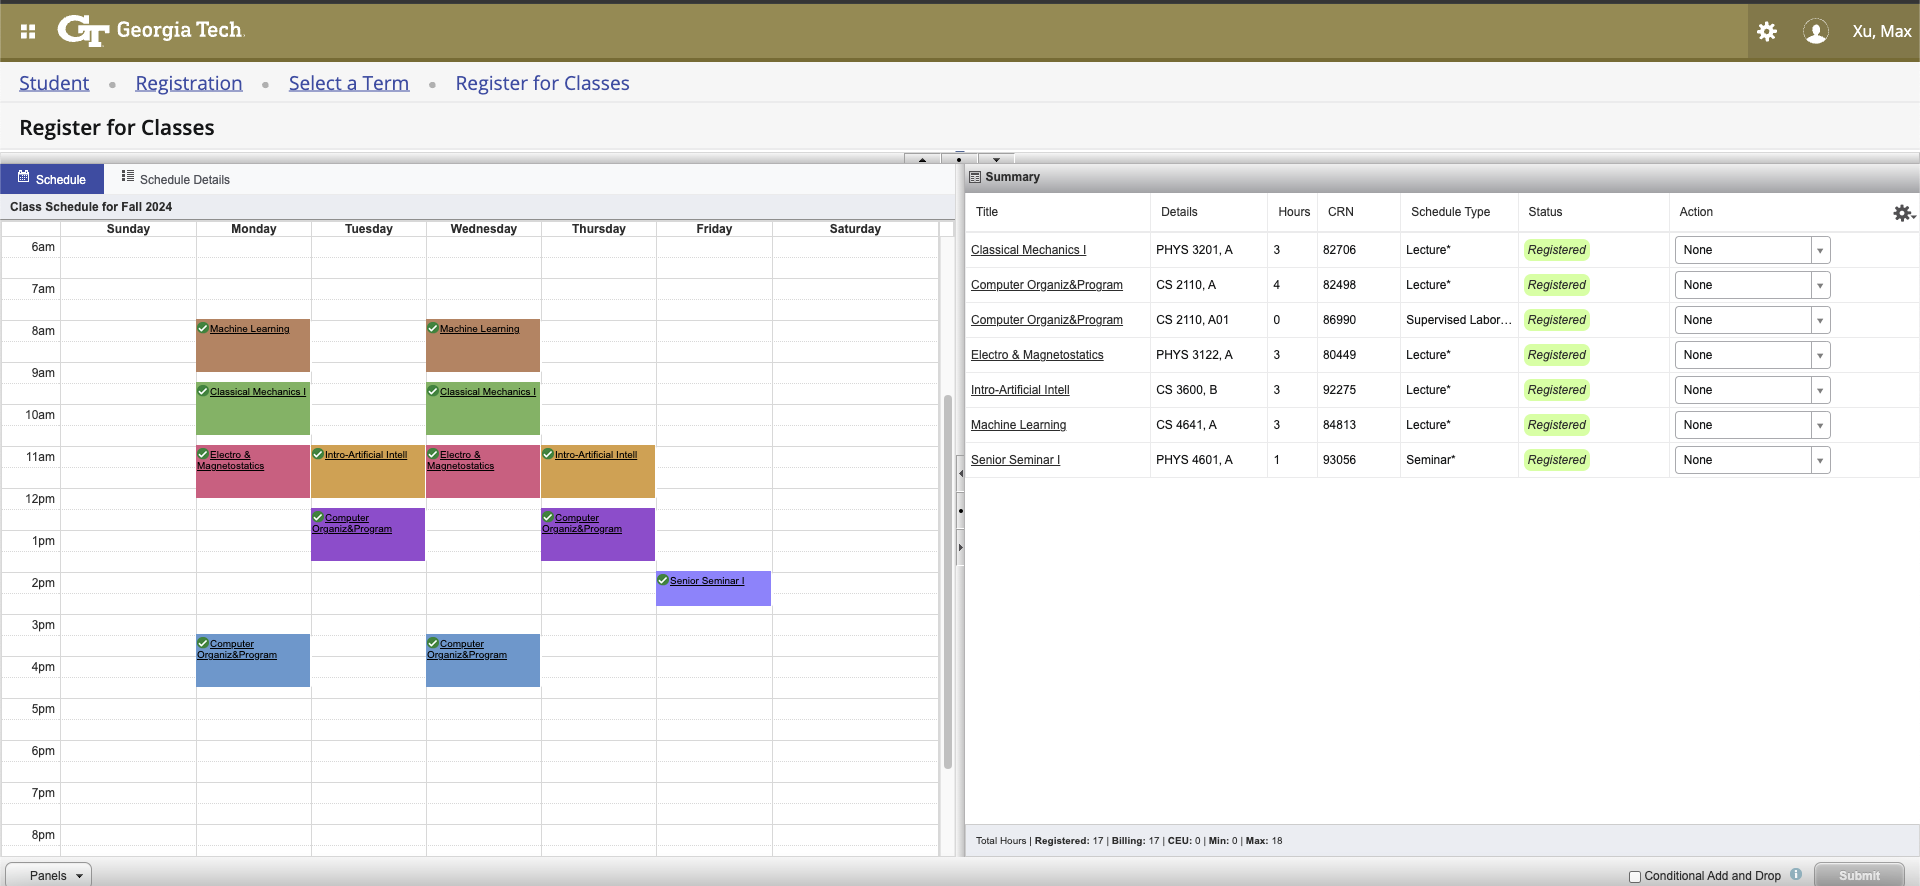 GT Georgia Tech.
Xu, Max
Student • Registration • Select a Term • Register for Classes
Register for Classes
Schedule
Schedule Details
Class Schedule for Fall 2024
Sunday Monday Tuesday Wednesday Thursday Friday Saturday
6am
7am
8am
Machine Learning Machine Learning
9am
Classical Mechanics I Classical Mechanics I
10am
11am
Electro & Intro-Artificial Intell Electro & Intro-Artificial Intell
Magnetostatics Magnetostatics
12pm
Computer Computer
Organiz&Program Organiz&Program
1pm
2pm
Senior Seminar I
3pm
Computer Computer
Organiz&Program Organiz&Program
4pm
5pm
6pm
7pm
8pm
Summary
Title Details Hours CRN Schedule Type Status Action
Classical Mechanics I PHYS 3201, A 3 82706 Lecture* Registered None
Computer Organiz&Program CS 2110, A 4 82498 Lecture* Registered None
Computer Organiz&Program CS 2110, A01 0 86990 Supervised Labor... Registered None
Electro & Magnetostatics PHYS 3122, A 3 80449 Lecture* Registered None
Intro-Artificial Intell CS 3600, B 3 92275 Lecture* Registered None
Machine Learning CS 4641, A 3 84813 Lecture* Registered None
Senior Seminar I PHYS 4601, A 1 93056 Seminar* Registered None
Total Hours | Registered: 17 | Billing: 17 | CEU: 0 | Min: 0 | Max: 18
Panels
Conditional Add and Drop
Submit